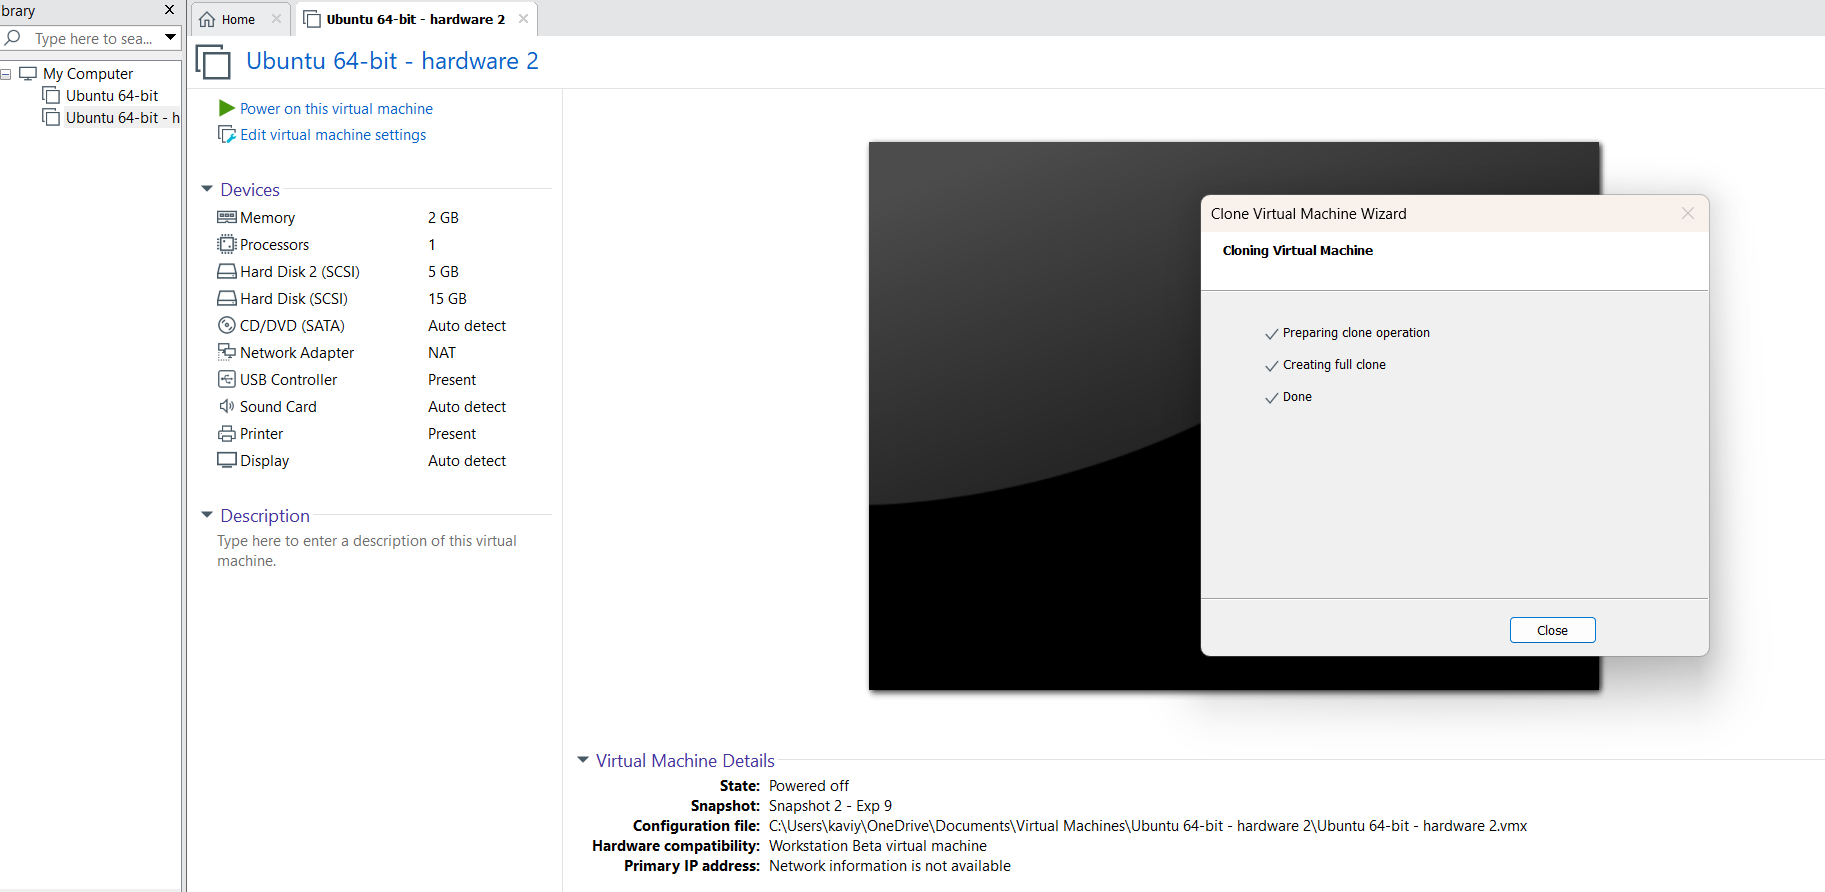 brary X
Type here to sea...
My Computer
Ubuntu 64-bit
Ubuntu 64-bit - h
Home
Ubuntu 64-bit - hardware 2
Ubuntu 64-bit - hardware 2
Power on this virtual machine
Edit virtual machine settings
Devices
Memory 2 GB
Processors 1
Hard Disk 2 (SCSI) 5 GB
Hard Disk (SCSI) 15 GB
CD/DVD (SATA) Auto detect
Network Adapter NAT
USB Controller Present
Sound Card Auto detect
Printer Present
Display Auto detect
Description
Type here to enter a description of this virtual
machine.
Clone Virtual Machine Wizard
Cloning Virtual Machine
Preparing clone operation
Creating full clone
Done
Close
Virtual Machine Details
State: Powered off
Snapshot: Snapshot 2 - Exp 9
Configuration file: C:\Users\kaviy\OneDrive\Documents\Virtual Machines\Ubuntu 64-bit - hardware 2\Ubuntu 64-bit - hardware 2.vmx
Hardware compatibility: Workstation Beta virtual machine
Primary IP address: Network information is not available